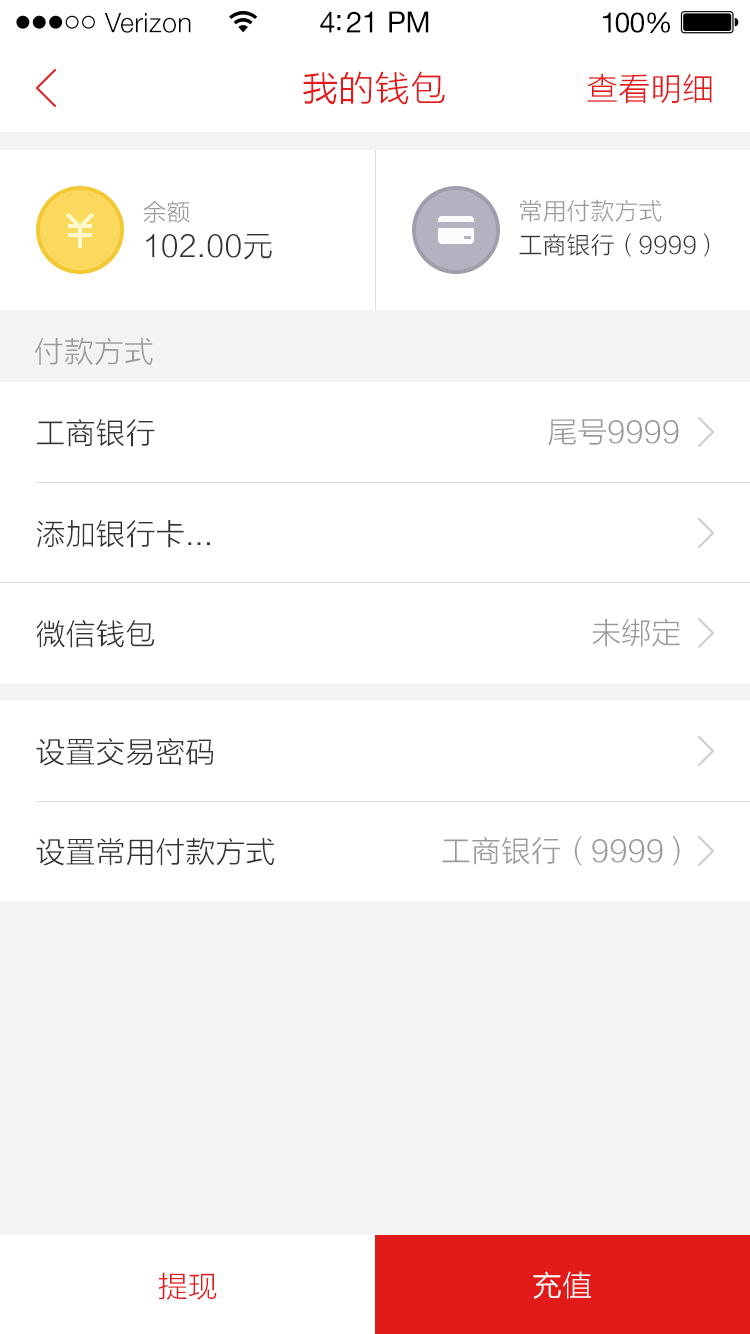 Verizon 4:21 PM 100%
我的钱包 查看明细
余额
102.00元
常用付款方式
工商银行（9999）
付款方式
工商银行 尾号9999
添加银行卡...
微信钱包 未绑定
设置交易密码
设置常用付款方式 工商银行（9999）
提现 充值